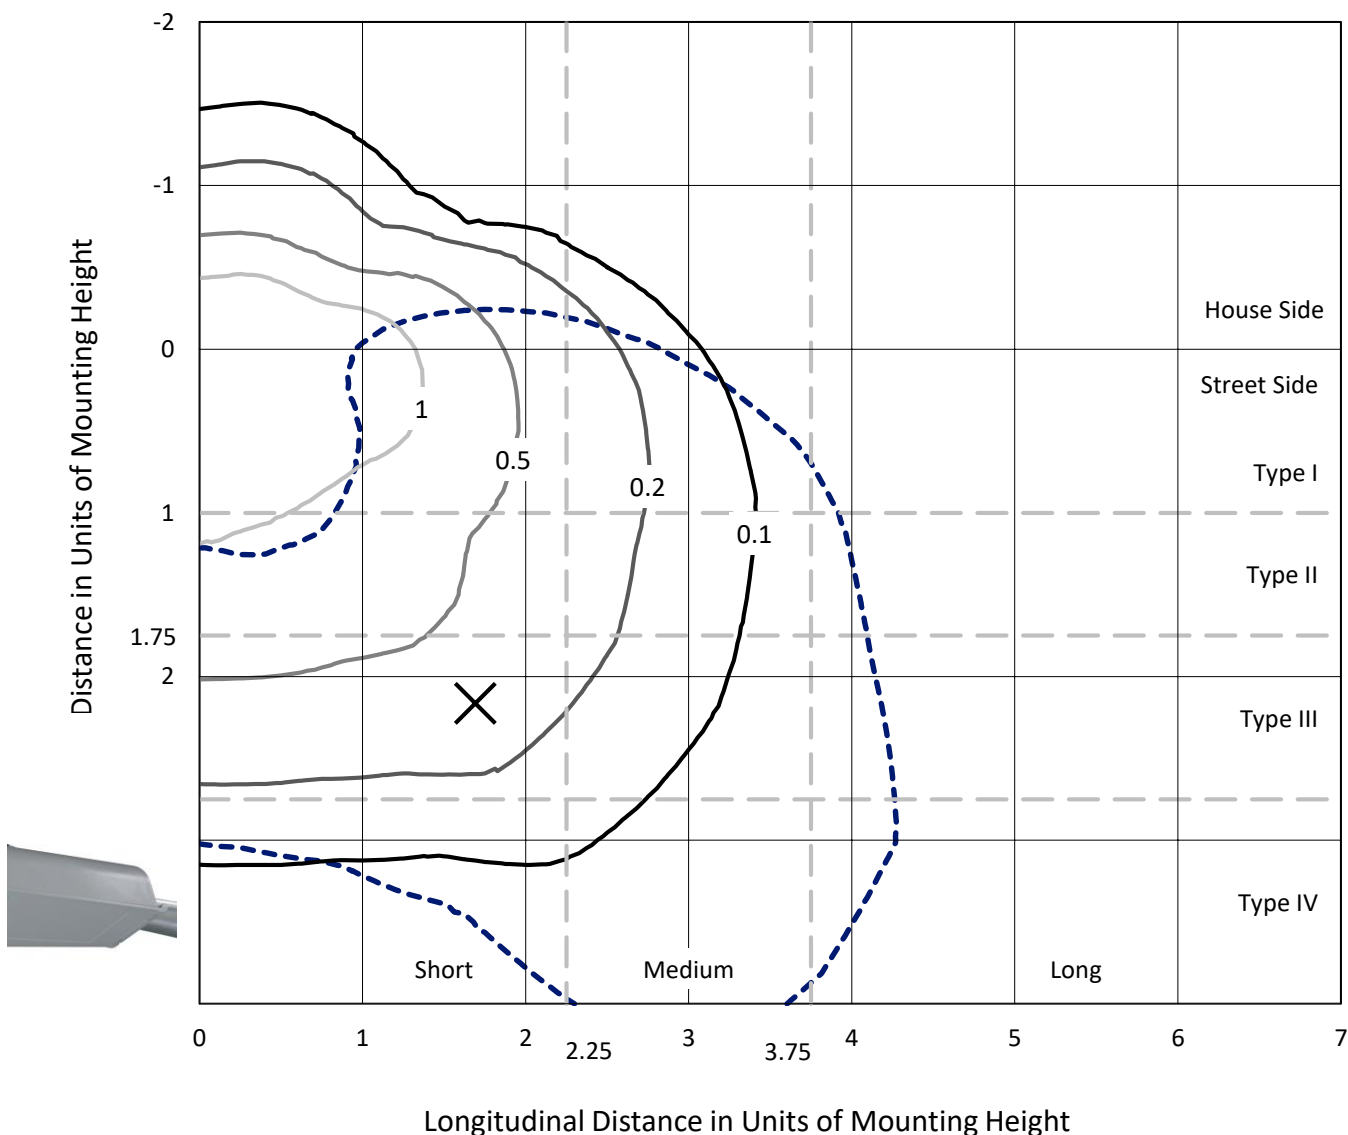 -2
-1
0
1
1.75
2
Distance in Units of Mounting Height
House Side
Street Side
Type I
Type II
Type III
Type IV
1
0.5
0.2
0.1
Short
Medium
Long
0
1
2
2.25
3
3.75
4
5
6
7
Longitudinal Distance in Units of Mounting Height